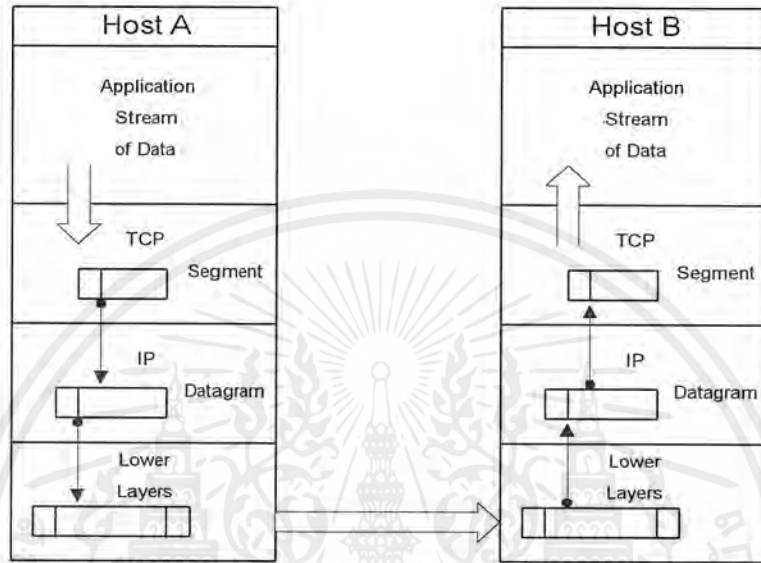 Host A
Application
Stream
of Data
TCP
Segment
IP
Datagram
Lower
Layers
Host B
Application
Stream
of Data
TCP
Segment
IP
Datagram
Lower
Layers